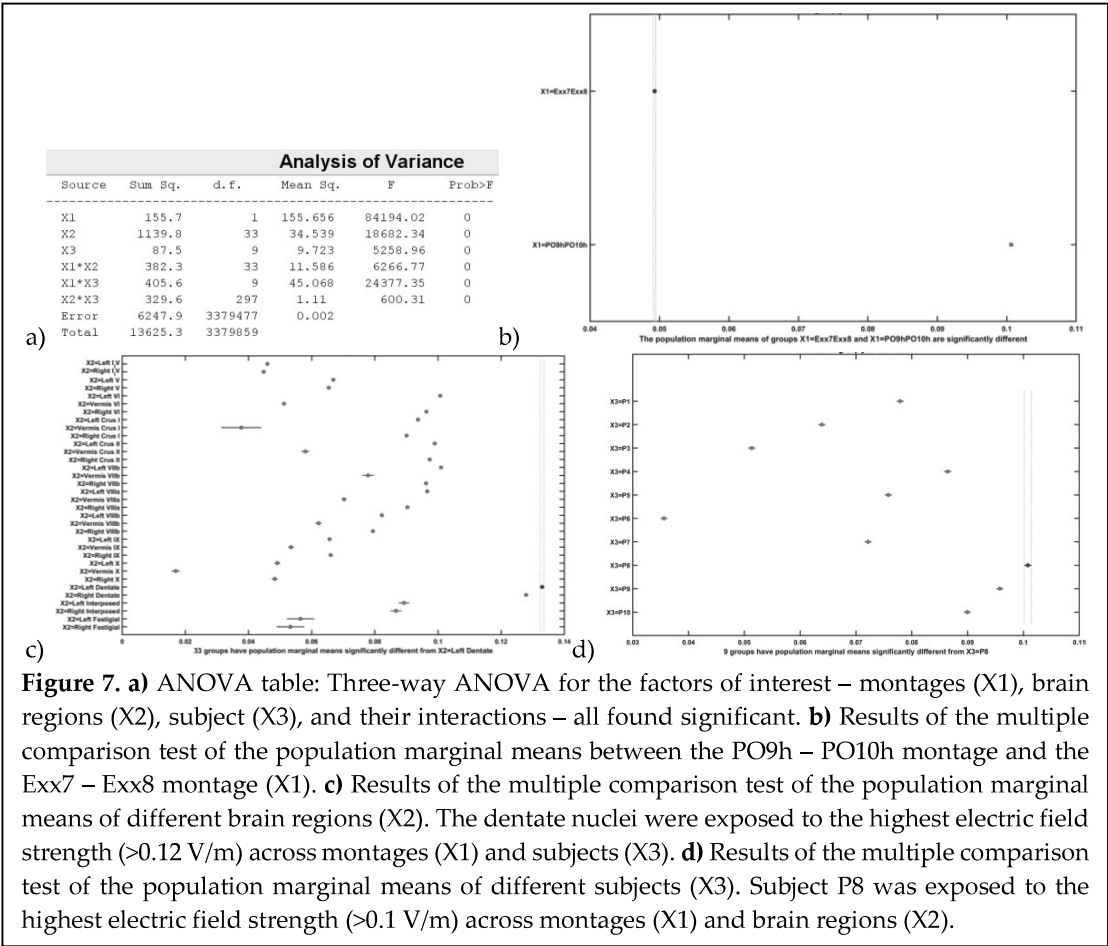 Analysis of Variance
Source Sum Sq. d.f. Mean Sq. F Prob>F
X1 155.7 1 155.656 84194.02 0
X2 1139.8 33 34.539 18682.34 0
X3 87.5 9 9.723 5258.96 0
X1*X2 382.3 33 11.586 6266.77 0
X1*X3 405.6 9 45.068 24377.35 0
X2*X3 329.6 297 1.11 600.31 0
Error 6247.9 3379477 0.002
Total 13625.3 3379859
a)
X1=Exx7Exx8
X1=PO9hPO10h
0.04 0.05 0.06 0.07 0.08 0.09 0.1 0.11
The population marginal means of groups X1=Exx7Exx8 and X1=PO9hPO10h are significantly different
b)
X2=Left I_V
X2=Right I_V
X2=Left V
X2=Right V
X2=Left VI
X2=Vermis VI
X2=Right VI
X2=Left Crus I
X2=Vermis Crus I
X2=Right Crus I
X2=Left Crus II
X2=Vermis Crus II
X2=Right Crus II
X2=Left VIIb
X2=Vermis VIIb
X2=Right VIIb
X2=Left VIIIa
X2=Vermis VIIIa
X2=Right VIIIa
X2=Left VIIIb
X2=Vermis VIIIb
X2=Right VIIIb
X2=Left IX
X2=Vermis IX
X2=Right IX
X2=Left X
X2=Vermis X
X2=Right X
X2=Left Dentate
X2=Right Dentate
X2=Left Interposed
X2=Right Interposed
X2=Left Fastigial
X2=Right Fastigial
0 0.02 0.04 0.06 0.08 0.1 0.12 0.14
33 groups have population marginal means significantly different from X2=Left Dentate
c)
X3=P1
X3=P2
X3=P3
X3=P4
X3=P5
X3=P6
X3=P7
X3=P8
X3=P9
X3=P10
0.03 0.04 0.05 0.06 0.07 0.08 0.09 0.1 0.11
9 groups have population marginal means significantly different from X3=P8
d)
Figure 7. a) ANOVA table: Three-way ANOVA for the factors of interest – montages (X1), brain
regions (X2), subject (X3), and their interactions – all found significant. b) Results of the multiple
comparison test of the population marginal means between the PO9h – PO10h montage and the
Exx7 – Exx8 montage (X1). c) Results of the multiple comparison test of the population marginal
means of different brain regions (X2). The dentate nuclei were exposed to the highest electric field
strength (>0.12 V/m) across montages (X1) and subjects (X3). d) Results of the multiple comparison
test of the population marginal means of different subjects (X3). Subject P8 was exposed to the
highest electric field strength (>0.1 V/m) across montages (X1) and brain regions (X2).